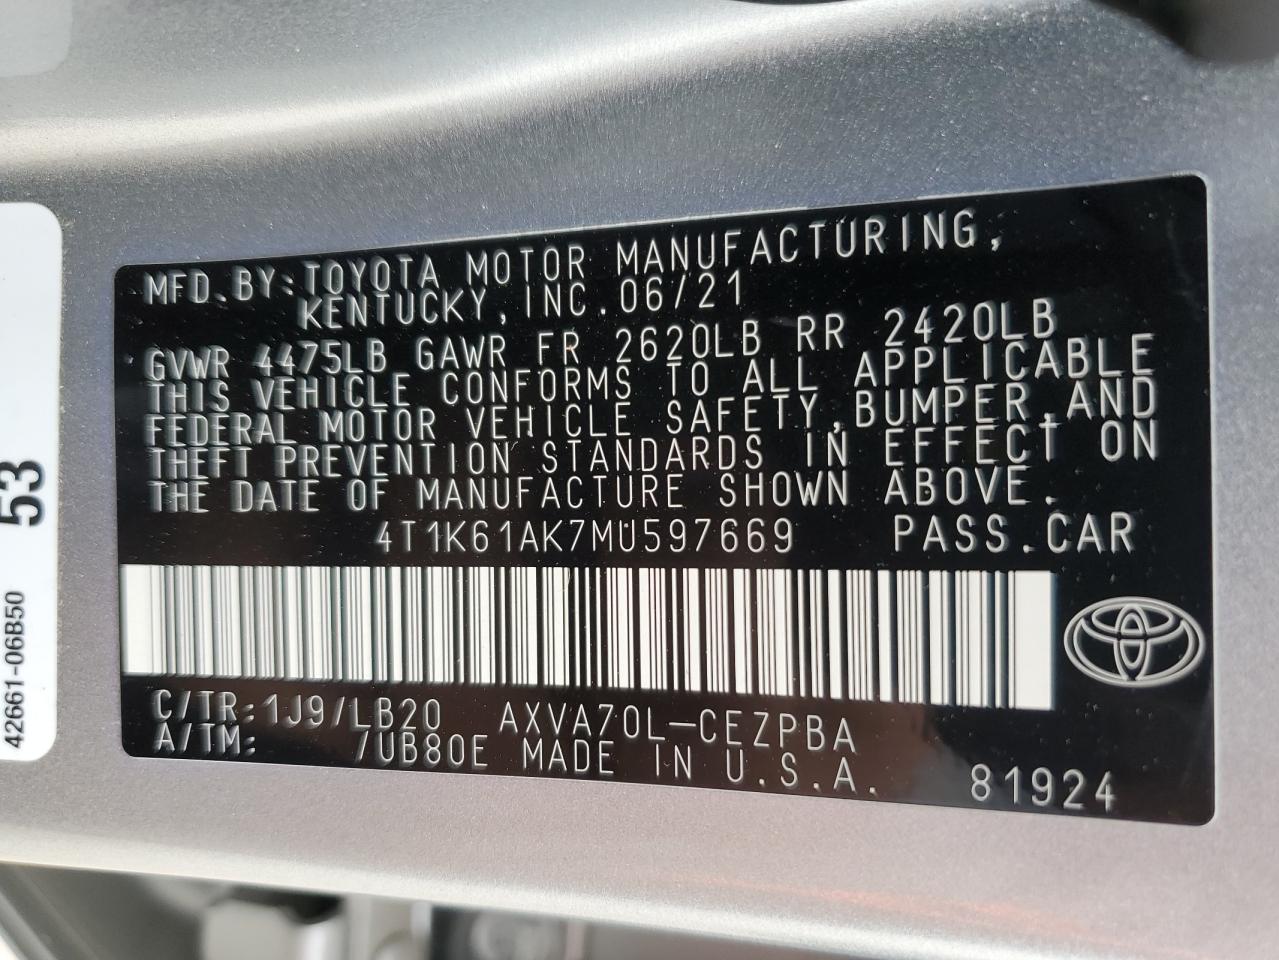 MFD.BY:TOYOTA MOTOR MANUFACTURING,
KENTUCKY,INC.06/21
GVWR 4475LB GAWR FR 2620LB RR 2420LB
THIS VEHICLE CONFORMS TO ALL APPLICABLE
FEDERAL MOTOR VEHICLE SAFETY,BUMPER,AND
THEFT PREVENTION STANDARDS IN EFFECT ON
THE DATE OF MANUFACTURE SHOWN ABOVE.
4T1K61AK7MU597669 PASS.CAR
C/TR:1J9/LB20 AXVA70L-CEZPBA
A/TM: /UB80E MADE IN U.S.A.
81924
53
42661-06B50